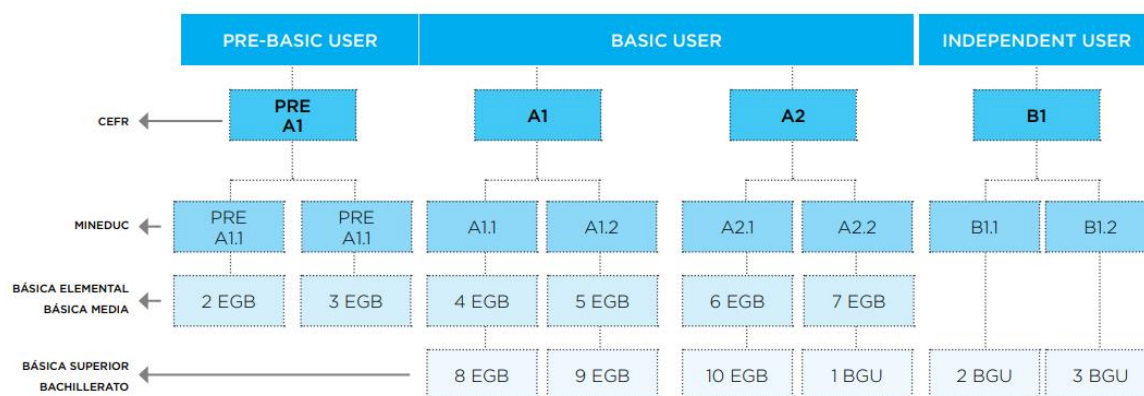 PRE-BASIC USER
BASIC USER
INDEPENDENT USER
CEFR
PRE
A1
A1
A2
B1
MINEDUC
PRE
A1.1
PRE
A1.1
A1.1
A1.2
A2.1
A2.2
B1.1
B1.2
BÁSICA ELEMENTAL
BÁSICA MEDIA
2 EGB
3 EGB
4 EGB
5 EGB
6 EGB
7 EGB
BÁSICA SUPERIOR
BACHILLERATO
8 EGB
9 EGB
10 EGB
1 BGU
2 BGU
3 BGU